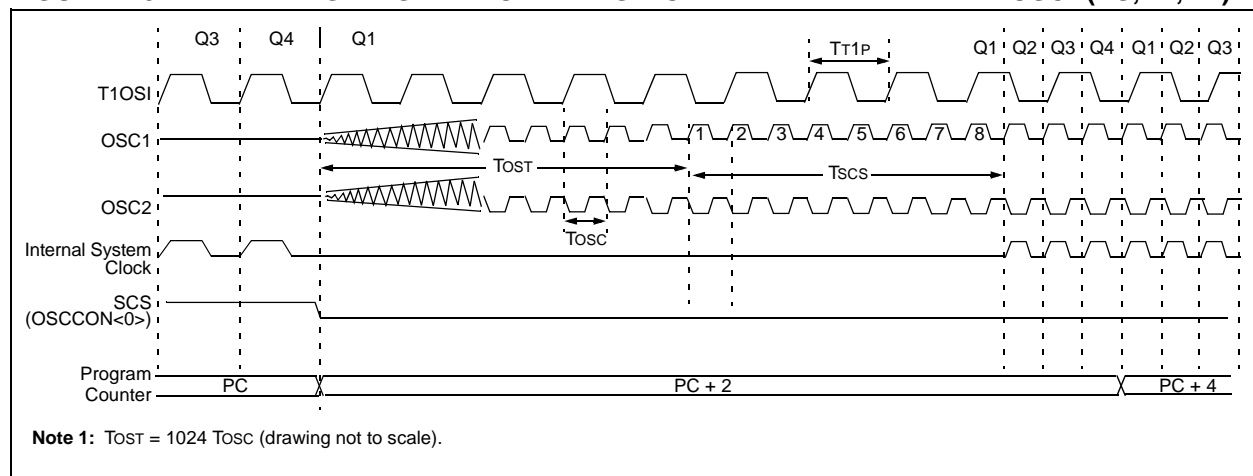 Q3 Q4 Q1 Q1 Q2 Q3 Q4 Q1 Q2 Q3
TT1P
T1OSI
OSC1
1 2 3 4 5 6 7 8
TOST
TSCS
OSC2
TOSC
Internal System
Clock
SCS
(OSCCON<0>)
Program
Counter
PC
PC + 2
PC + 4
Note 1: TOST = 1024 TOSC (drawing not to scale).